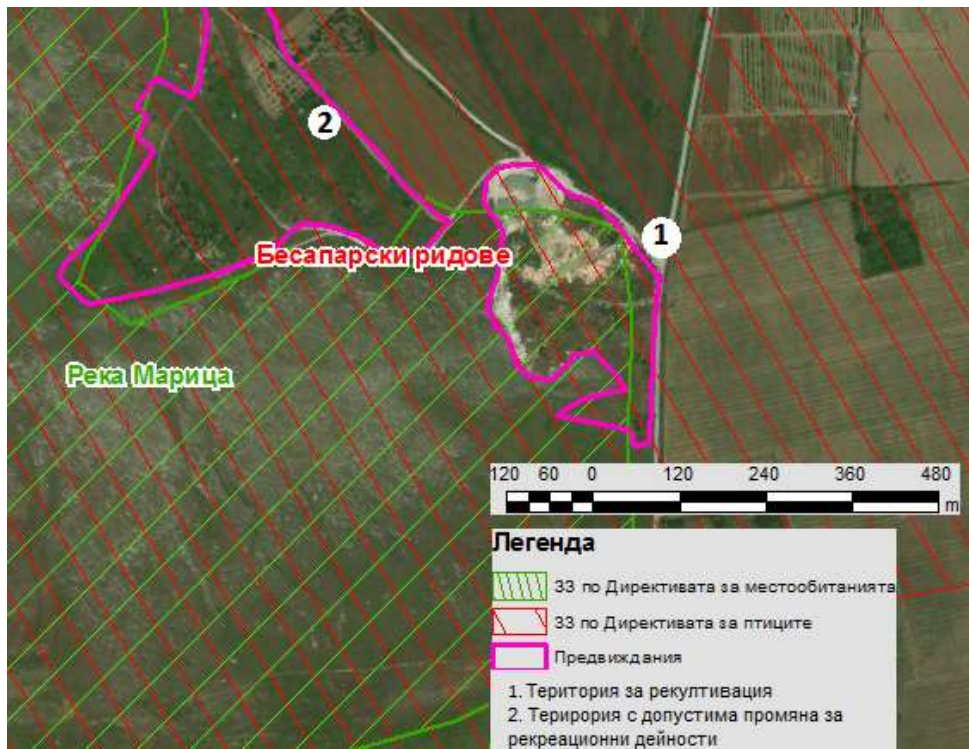 2
1
Бесапарски ридове
Река Марица
120 60 0 120 240 360 480
m
Легенда
ЗЗ по Директивата за местообитанията
ЗЗ по Директивата за птиците
Предвиждания
1. Територия за рекултивация
2. Терирория с допустима промяна за
рекреационни дейности